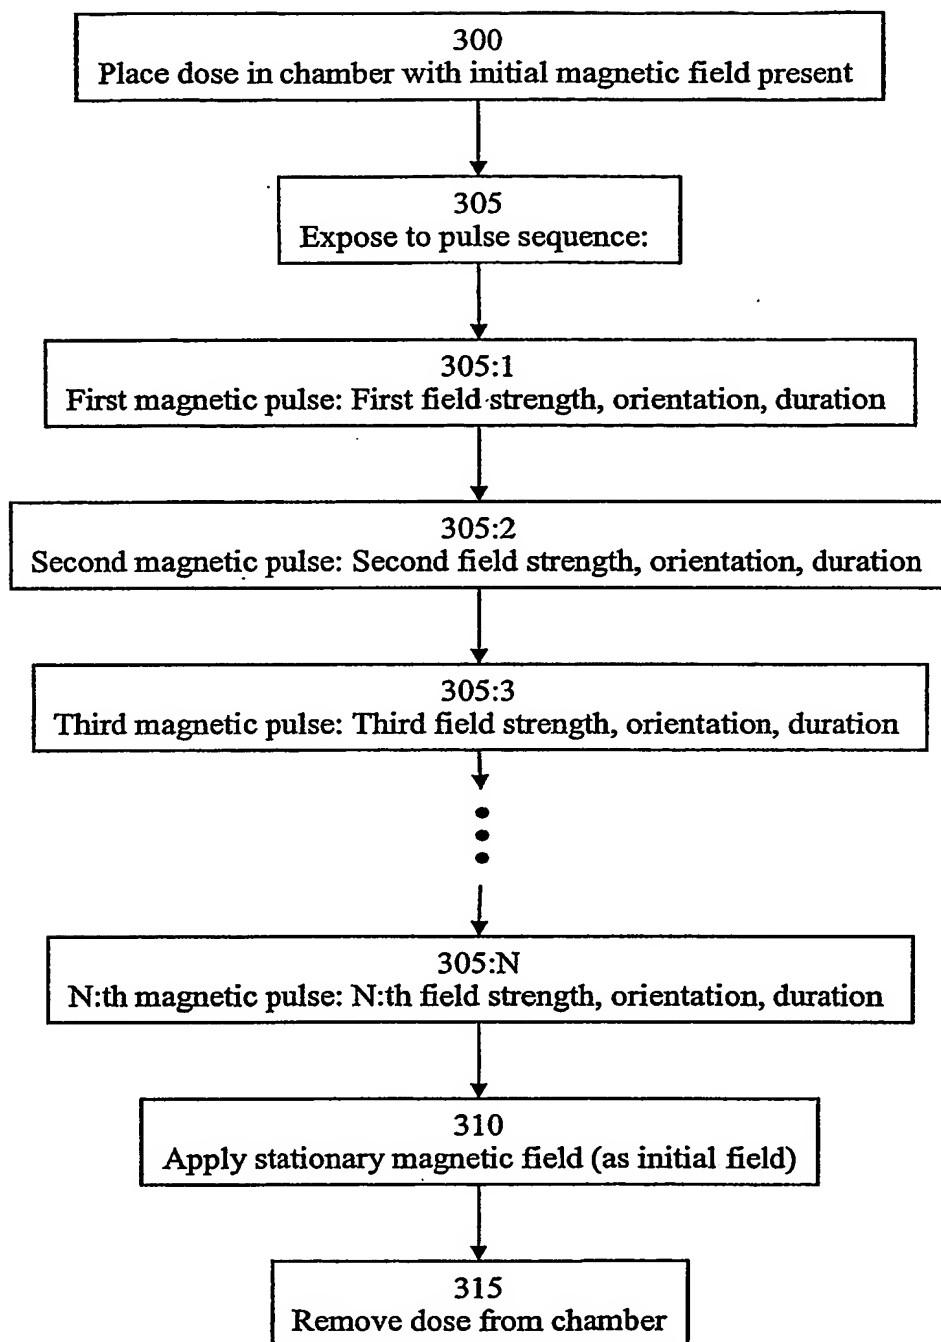 300
Place dose in chamber with initial magnetic field present
305
Expose to pulse sequence:
305:1
First magnetic pulse: First field strength, orientation, duration
305:2
Second magnetic pulse: Second field strength, orientation, duration
305:3
Third magnetic pulse: Third field strength, orientation, duration
305:N
N:th magnetic pulse: N:th field strength, orientation, duration
310
Apply stationary magnetic field (as initial field)
315
Remove dose from chamber